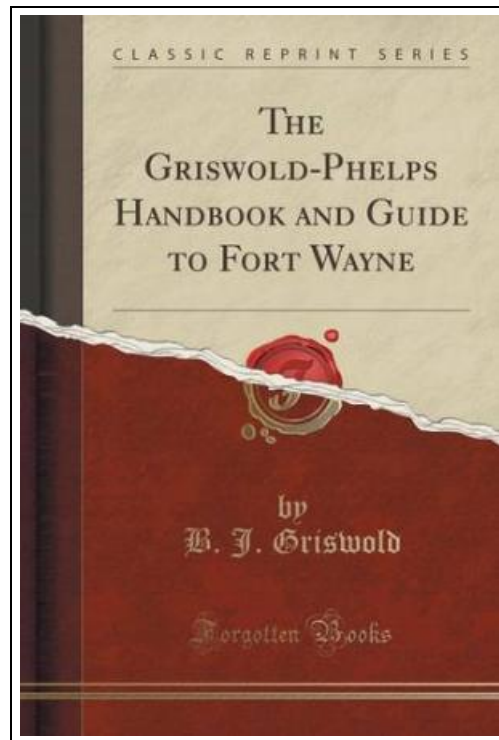 CLASSIC REPRINT SERIES
THE
GRISWOLD-PHELPS
HANDBOOK AND GUIDE
TO FORT WAYNE
F
by
B. J. Griswold
Forgotten Books